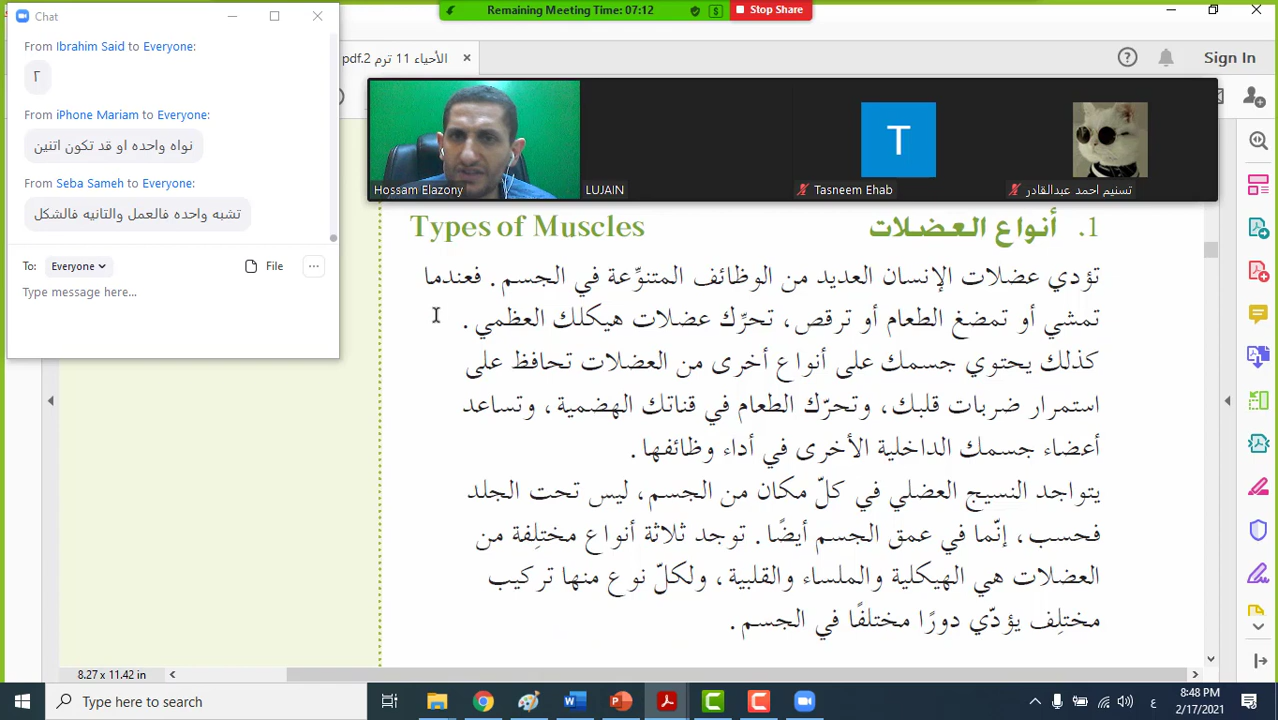 Chat
From Ibrahim Said to Everyone:
٢
From iPhone Mariam to Everyone:
نواه واحده او قد تكون اتنين
From Seba Sameh to Everyone:
تشبه واحده فالعمل والتانيه فالشكل
To: Everyone
File
Type message here...
Remaining Meeting Time: 07:12
Stop Share
الأحياء 11 ترم 2.pdf
Sign In
Hossam Elazony
LUJAIN
T
Tasneem Ehab
تسنيم احمد عبدالقادر
1. أنواع العضلات
Types of Muscles
تؤدي عضلات الإنسان العديد من الوظائف المتنوِّعة في الجسم. فعندما
تمشي أو تمضغ الطعام أو ترقص، تحرِّك عضلات هيكلك العظمي.
كذلك يحتوي جسمك على أنواع أخرى من العضلات تحافظ على
استمرار ضربات قلبك، وتحرّك الطعام في قناتك الهضمية، وتساعد
أعضاء جسمك الداخلية الأخرى في أداء وظائفها.
يتواجد النسيج العضلي في كلّ مكان من الجسم، ليس تحت الجلد
فحسب، إنّما في عمق الجسم أيضًا. توجد ثلاثة أنواع مختلِفة من
العضلات هي الهيكلية والملساء والقلبية، ولكلّ نوع منها تركيب
مختلِف يؤدّي دورًا مختلفًا في الجسم.
8.27 x 11.42 in
Type here to search
ع
8:48 PM
2/17/2021